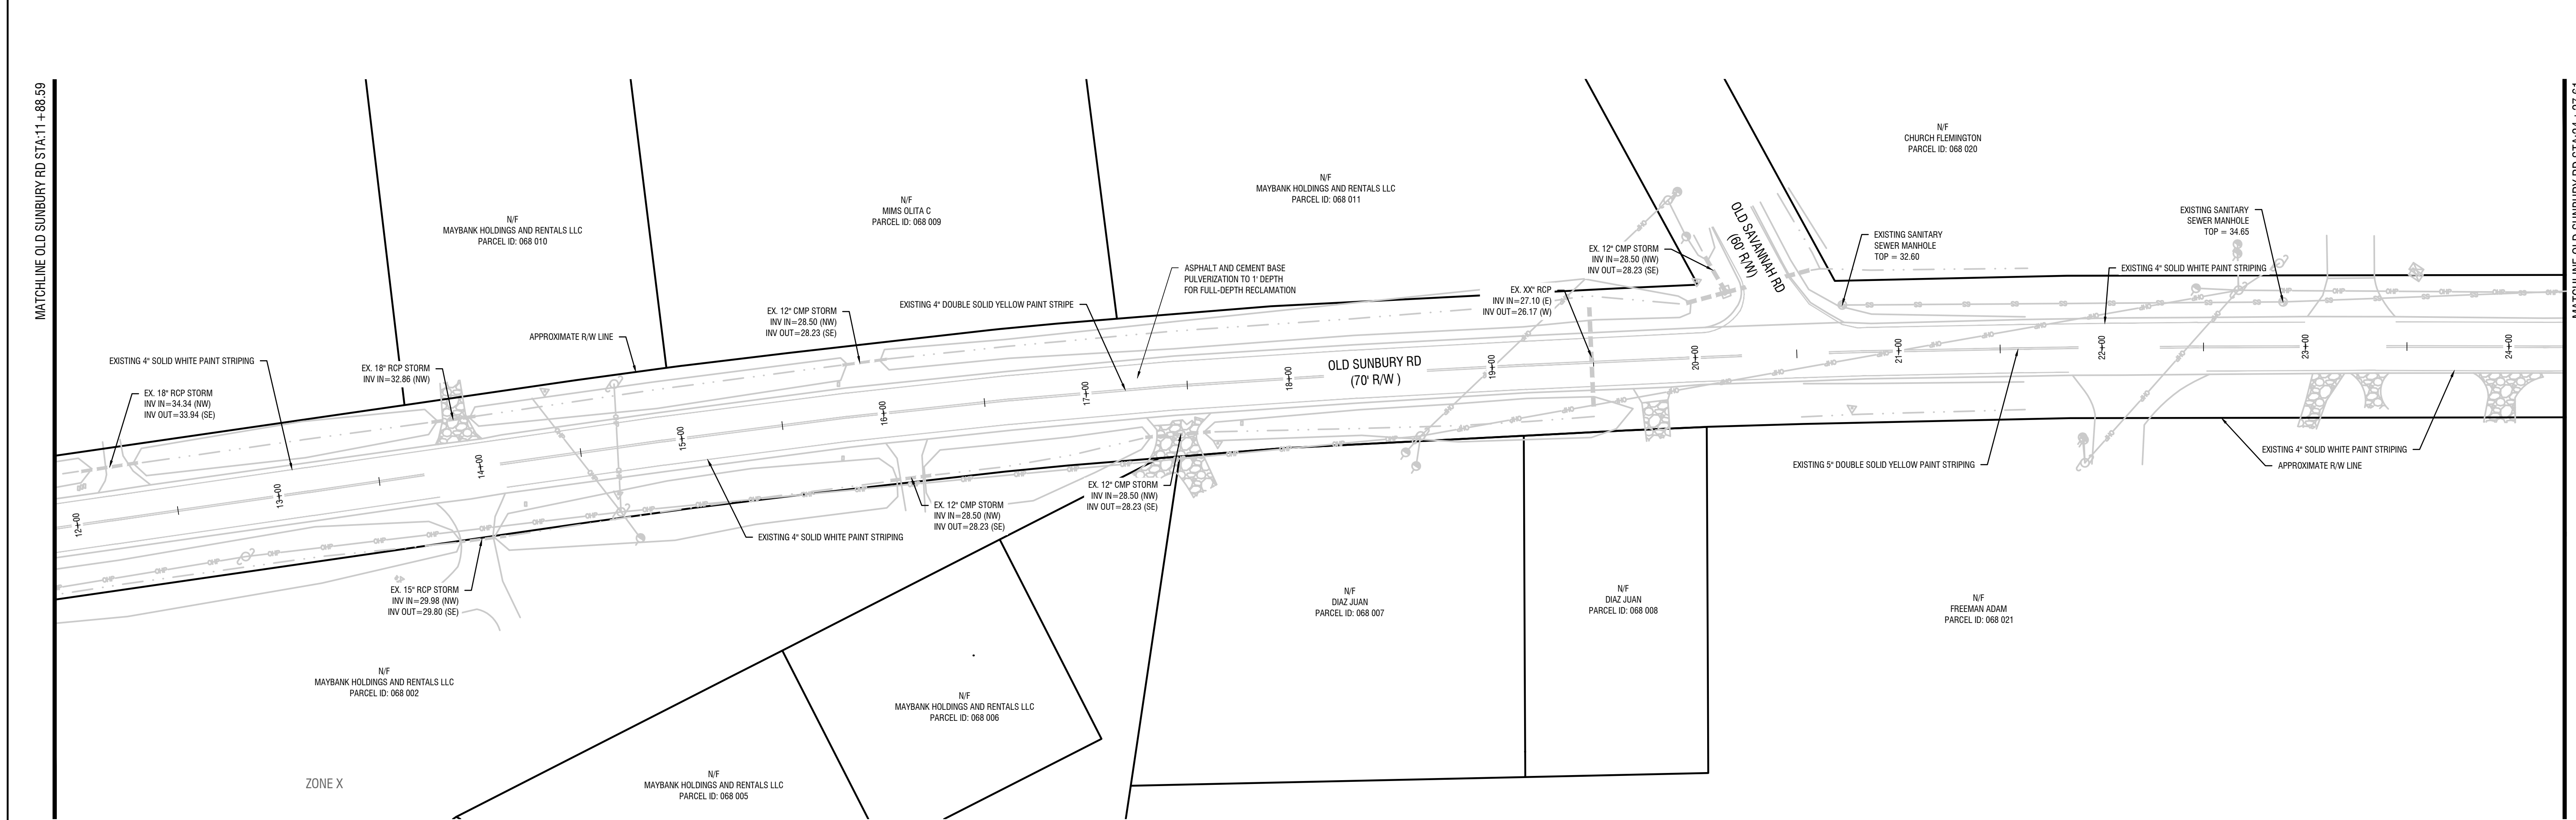 MATCHLINE OLD SUNBURY RD STA:11+88.59
N/F
MAYBANK HOLDINGS AND RENTALS LLC
PARCEL ID: 068 010
N/F
MIMS OLITA C
PARCEL ID: 068 009
N/F
MAYBANK HOLDINGS AND RENTALS LLC
PARCEL ID: 068 011
N/F
CHURCH FLEMINGTON
PARCEL ID: 068 020
OLD SAVANNAH RD
(60' R/W)
EXISTING SANITARY
SEWER MANHOLE
TOP = 32.60
EXISTING SANITARY
SEWER MANHOLE
TOP = 34.65
EXISTING 4" SOLID WHITE PAINT STRIPING
EX. 12" CMP STORM
INV IN=28.50 (NW)
INV OUT=28.23 (SE)
ASPHALT AND CEMENT BASE
PULVERIZATION TO 1' DEPTH
FOR FULL-DEPTH RECLAMATION
EX. XX" RCP
INV IN=27.10 (E)
INV OUT=26.17 (W)
EXISTING 4" DOUBLE SOLID YELLOW PAINT STRIPE
EX. 12" CMP STORM
INV IN=28.50 (NW)
INV OUT=28.23 (SE)
APPROXIMATE R/W LINE
EXISTING 4" SOLID WHITE PAINT STRIPING
EX. 18" RCP STORM
INV IN=32.86 (NW)
EX. 18" RCP STORM
INV IN=34.34 (NW)
INV OUT=33.94 (SE)
OLD SUNBURY RD
(70' R/W )
12+00
13+00
14+00
15+00
16+00
17+00
18+00
19+00
20+00
21+00
22+00
23+00
24+00
EXISTING 4" SOLID WHITE PAINT STRIPING
APPROXIMATE R/W LINE
EXISTING 5" DOUBLE SOLID YELLOW PAINT STRIPING
EX. 12" CMP STORM
INV IN=28.50 (NW)
INV OUT=28.23 (SE)
EX. 12" CMP STORM
INV IN=28.50 (NW)
INV OUT=28.23 (SE)
EXISTING 4" SOLID WHITE PAINT STRIPING
EX. 15" RCP STORM
INV IN=29.98 (NW)
INV OUT=29.80 (SE)
N/F
DIAZ JUAN
PARCEL ID: 068 007
N/F
DIAZ JUAN
PARCEL ID: 068 008
N/F
FREEMAN ADAM
PARCEL ID: 068 021
N/F
MAYBANK HOLDINGS AND RENTALS LLC
PARCEL ID: 068 002
N/F
MAYBANK HOLDINGS AND RENTALS LLC
PARCEL ID: 068 006
N/F
MAYBANK HOLDINGS AND RENTALS LLC
PARCEL ID: 068 005
ZONE X